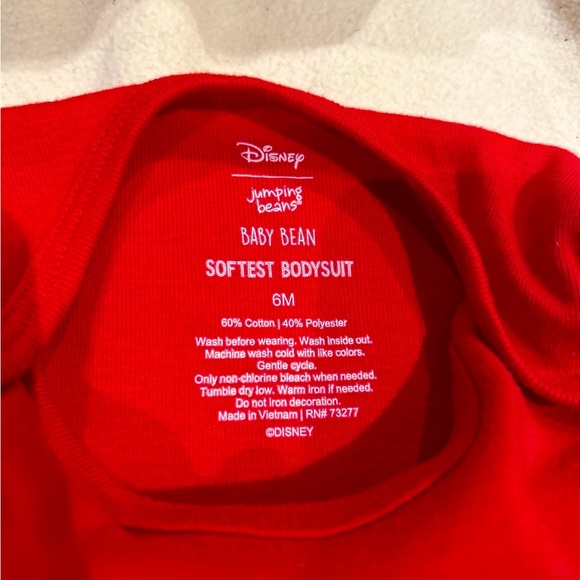 Disney
jumping
beans®
BABY BEAN
SOFTEST BODYSUIT
6M
60% Cotton | 40% Polyester
Wash before wearing. Wash inside out.
Machine wash cold with like colors.
Gentle cycle.
Only non-chlorine bleach when needed.
Tumble dry low. Warm iron if needed.
Do not iron decoration.
Made in Vietnam | RN# 73277
©DISNEY